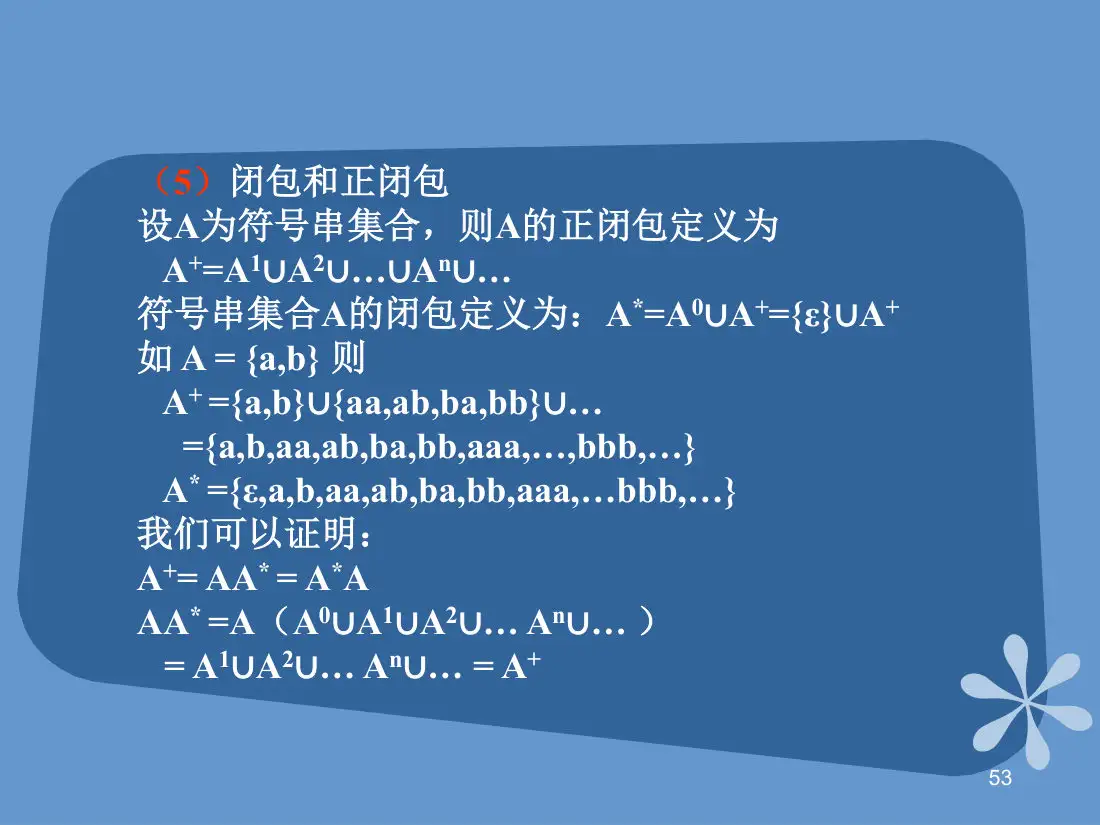 （5）闭包和正闭包
设A为符号串集合，则A的正闭包定义为
A⁺=A¹∪A²∪…∪Aⁿ∪…
符号串集合A的闭包定义为：A*=A⁰∪A⁺={ε}∪A⁺
如 A = {a,b} 则
A⁺ ={a,b}∪{aa,ab,ba,bb}∪…
={a,b,aa,ab,ba,bb,aaa,…,bbb,…}
A* ={ε,a,b,aa,ab,ba,bb,aaa,…bbb,…}
我们可以证明：
A⁺= AA* = A*A
AA* =A（A⁰∪A¹∪A²∪… Aⁿ∪… ）
= A¹∪A²∪… Aⁿ∪… = A⁺
53